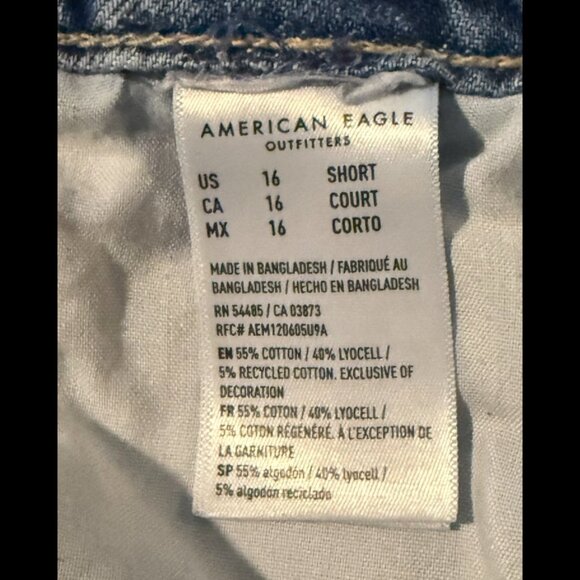 AMERICAN EAGLE
OUTFITTERS
US 16 SHORT
CA 16 COURT
MX 16 CORTO
MADE IN BANGLADESH / FABRIQUÉ AU
BANGLADESH / HECHO EN BANGLADESH
RN 54485 / CA 03873
RFC# AEM120605U9A
EN 55% COTTON / 40% LYOCELL /
5% RECYCLED COTTON. EXCLUSIVE OF
DECORATION
FR 55% COTON / 40% LYOCELL /
5% COTON RÉGÉNÉRÉ. À L'EXCEPTION DE
LA GARNITURE
SP 55% algodón / 40% lyocell /
5% algodón reciclado